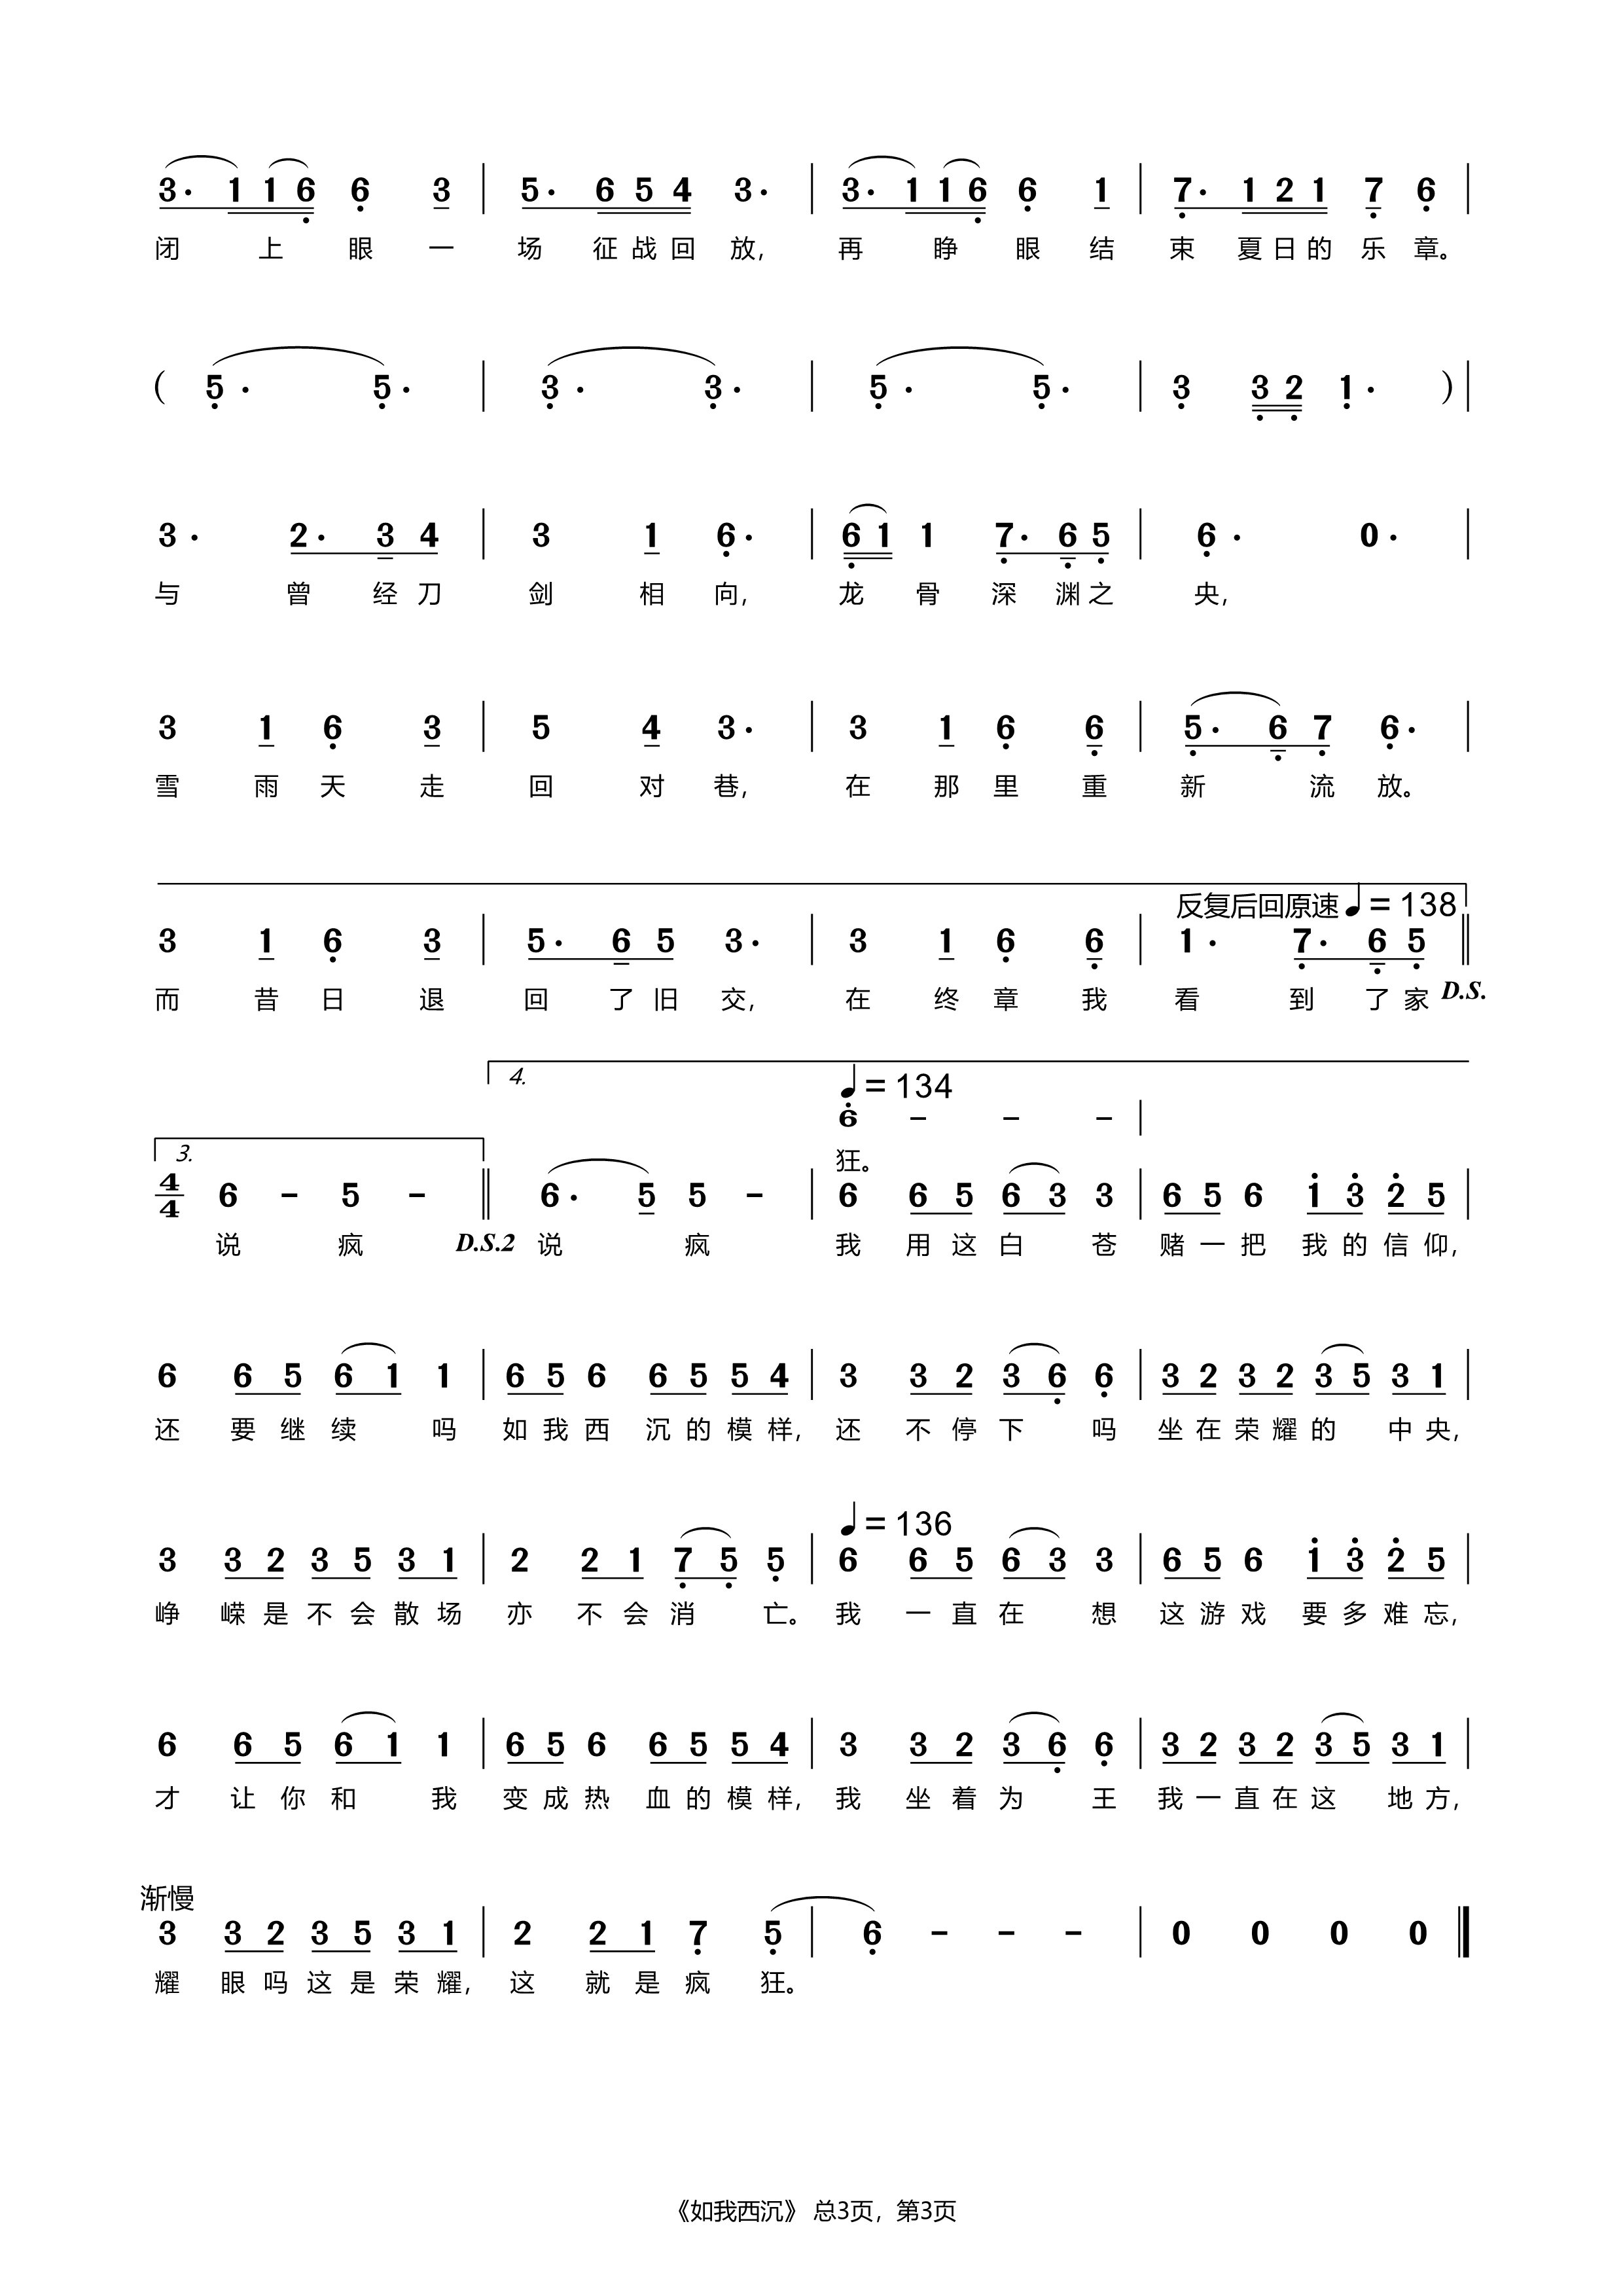 3· 1 1 6 6 3 | 5· 6 5 4 3· | 3· 1 1 6 6 1 | 7· 1 2 1 7 6 |
闭 上 眼 一 场 征 战 回 放, 再 睁 眼 结 束 夏 日 的 乐 章。
( 5· 5· | 3· 3· | 5· 5· | 3 3 2 1· ) |
3· 2· 3 4 | 3 1 6· | 6 1 1 7· 6 5 | 6· 0· |
与 曾 经 刀 剑 相 向, 龙 骨 深 渊 之 央,
3 1 6 3 | 5 4 3· | 3 1 6 6 | 5· 6 7 6· |
雪 雨 天 走 回 对 巷, 在 那 里 重 新 流 放。
反复后回原速 ♩= 138
3 1 6 3 | 5· 6 5 3· | 3 1 6 6 | 1· 7· 6 5 ||
而 昔 日 退 回 了 旧 交, 在 终 章 我 看 到 了 家 D.S.
4. ♩= 134
6 – – – |
3. 狂。
4/4 6 – 5 – || 6· 5 5 – | 6 6 5 6 3 3 | 6 5 6 1 3 2 5 |
说 疯 D.S.2 说 疯 我 用 这 白 苍 赌 一 把 我 的 信 仰,
6 6 5 6 1 1 | 6 5 6 6 5 5 4 | 3 3 2 3 6 6 | 3 2 3 2 3 5 3 1 |
还 要 继 续 吗 如 我 西 沉 的 模 样, 还 不 停 下 吗 坐 在 荣 耀 的 中 央,
♩= 136
3 3 2 3 5 3 1 | 2 2 1 7 5 5 | 6 6 5 6 3 3 | 6 5 6 1 3 2 5 |
峥 嵘 是 不 会 散 场 亦 不 会 消 亡。 我 一 直 在 想 这 游 戏 要 多 难 忘,
6 6 5 6 1 1 | 6 5 6 6 5 5 4 | 3 3 2 3 6 6 | 3 2 3 2 3 5 3 1 |
才 让 你 和 我 变 成 热 血 的 模 样, 我 坐 着 为 王 我 一 直 在 这 地 方,
渐慢
3 3 2 3 5 3 1 | 2 2 1 7 5 | 6 – – – | 0 0 0 0 ||
耀 眼 吗 这 是 荣 耀, 这 就 是 疯 狂。
《如我西沉》 总3页，第3页